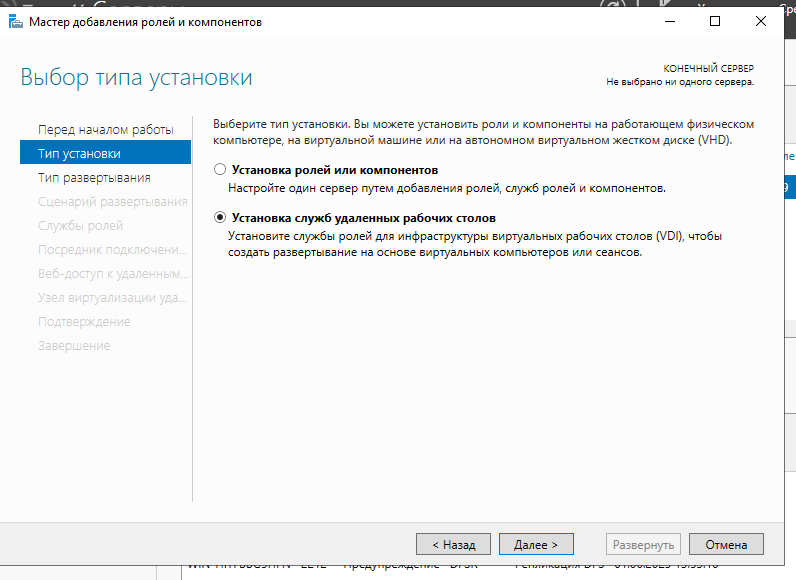 Мастер добавления ролей и компонентов
Выбор типа установки
КОНЕЧНЫЙ СЕРВЕР
Не выбрано ни одного сервера.
Перед началом работы
Тип установки
Тип развертывания
Сценарий развертывания
Службы ролей
Посредник подключени...
Веб-доступ к удаленным...
Узел виртуализации уда...
Подтверждение
Завершение
Выберите тип установки. Вы можете установить роли и компоненты на работающем физическом
компьютере, на виртуальной машине или на автономном виртуальном жестком диске (VHD).
Установка ролей или компонентов
Настройте один сервер путем добавления ролей, служб ролей и компонентов.
Установка служб удаленных рабочих столов
Установите службы ролей для инфраструктуры виртуальных рабочих столов (VDI), чтобы
создать развертывание на основе виртуальных компьютеров или сеансов.
< Назад
Далее >
Развернуть
Отмена
Предупреждение
Репликация DFS